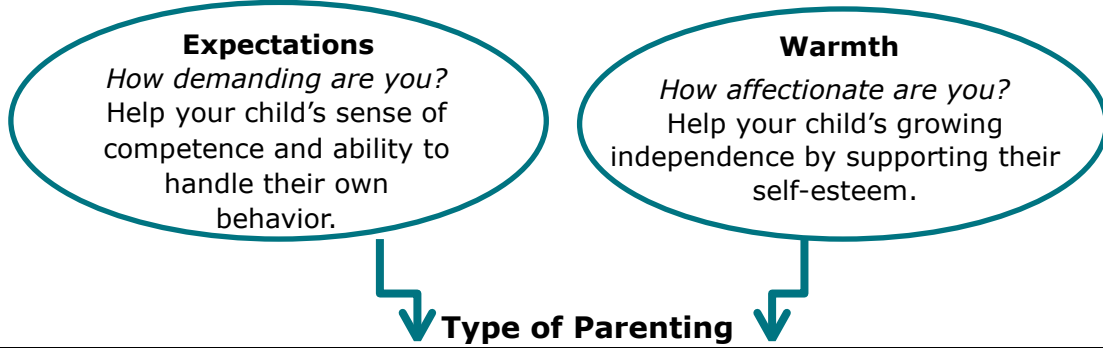 Expectations
How demanding are you?
Help your child’s sense of
competence and ability to
handle their own
behavior.
Warmth
How affectionate are you?
Help your child’s growing
independence by supporting their
self-esteem.
Type of Parenting